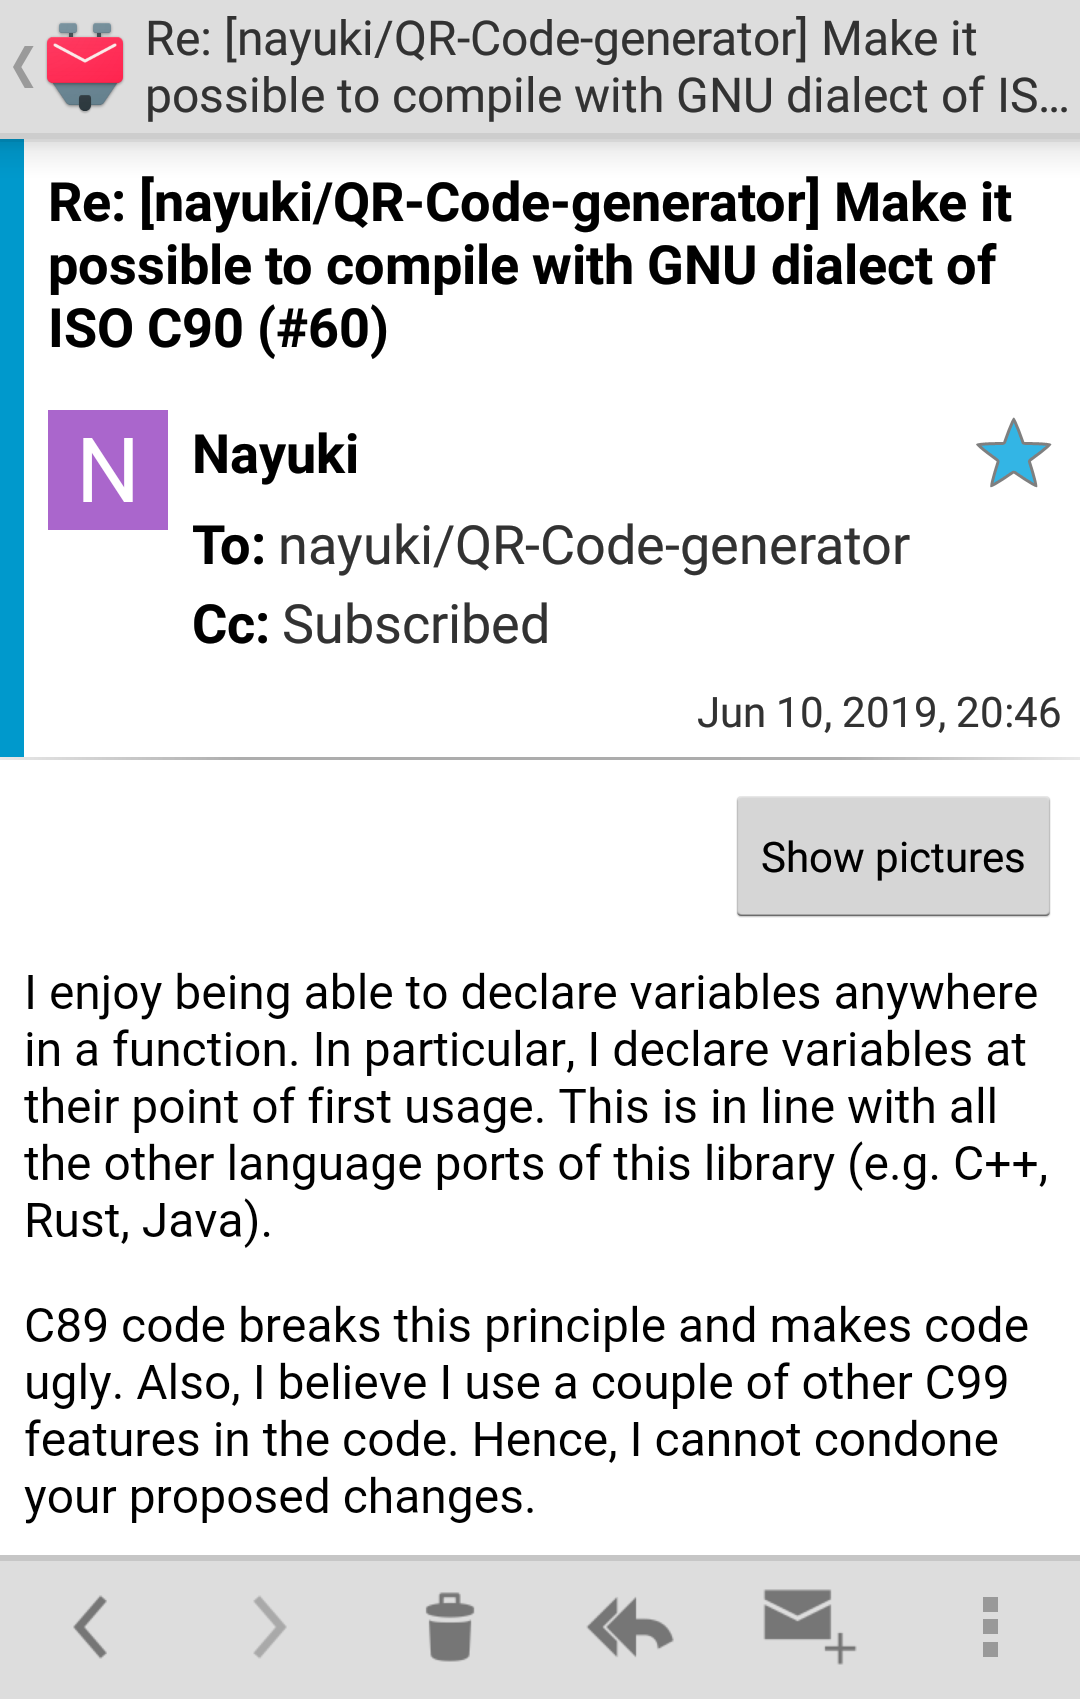 Re: [nayuki/QR-Code-generator] Make it
possible to compile with GNU dialect of IS...
Re: [nayuki/QR-Code-generator] Make it
possible to compile with GNU dialect of
ISO C90 (#60)
N
Nayuki
To: nayuki/QR-Code-generator
Cc: Subscribed
Jun 10, 2019, 20:46
Show pictures
I enjoy being able to declare variables anywhere
in a function. In particular, I declare variables at
their point of first usage. This is in line with all
the other language ports of this library (e.g. C++,
Rust, Java).
C89 code breaks this principle and makes code
ugly. Also, I believe I use a couple of other C99
features in the code. Hence, I cannot condone
your proposed changes.